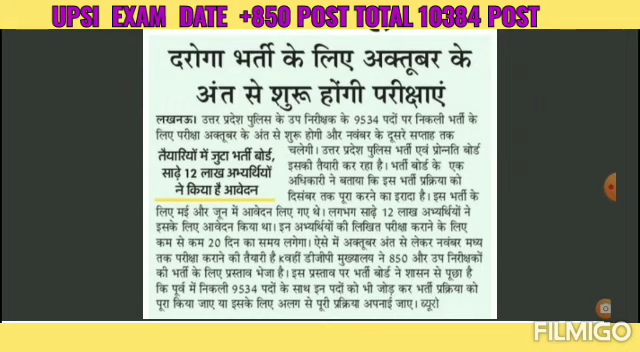 UPSI EXAM DATE +850 POST TOTAL 10384 POST
दरोगा भर्ती के लिए अक्तूबर के
अंत से शुरू होंगी परीक्षाएं
लखनऊ। उत्तर प्रदेश पुलिस के उप निरीक्षक के 9534 पदों पर निकली भर्ती के
लिए परीक्षा अक्तूबर के अंत से शुरू होगी और नवंबर के दूसरे सप्ताह तक
तैयारियों में जुटा भर्ती बोर्ड,
साढ़े 12 लाख अभ्यर्थियों
ने किया है आवेदन
चलेगी। उत्तर प्रदेश पुलिस भर्ती एवं प्रोन्नति बोर्ड
इसकी तैयारी कर रहा है। भर्ती बोर्ड के एक
अधिकारी ने बताया कि इस भर्ती प्रक्रिया को
दिसंबर तक पूरा करने का इरादा है। इस भर्ती के
लिए मई और जून में आवेदन लिए गए थे। लगभग साढ़े 12 लाख अभ्यर्थियों ने
इसके लिए आवेदन किया था। इन अभ्यर्थियों की लिखित परीक्षा कराने के लिए
कम से कम 20 दिन का समय लगेगा। ऐसे में अक्तूबर अंत से लेकर नवंबर मध्य
तक परीक्षा कराने की तैयारी है kवहीं डीजीपी मुख्यालय ने 850 और उप निरीक्षकों
की भर्ती के लिए प्रस्ताव भेजा है। इस प्रस्ताव पर भर्ती बोर्ड ने शासन से पूछा है
कि पूर्व में निकली 9534 पदों के साथ इन पदों को भी जोड़ कर भर्ती प्रक्रिया को
पूरा किया जाए या इसके लिए अलग से पूरी प्रक्रिया अपनाई जाए। ब्यूरो
FILMIGO